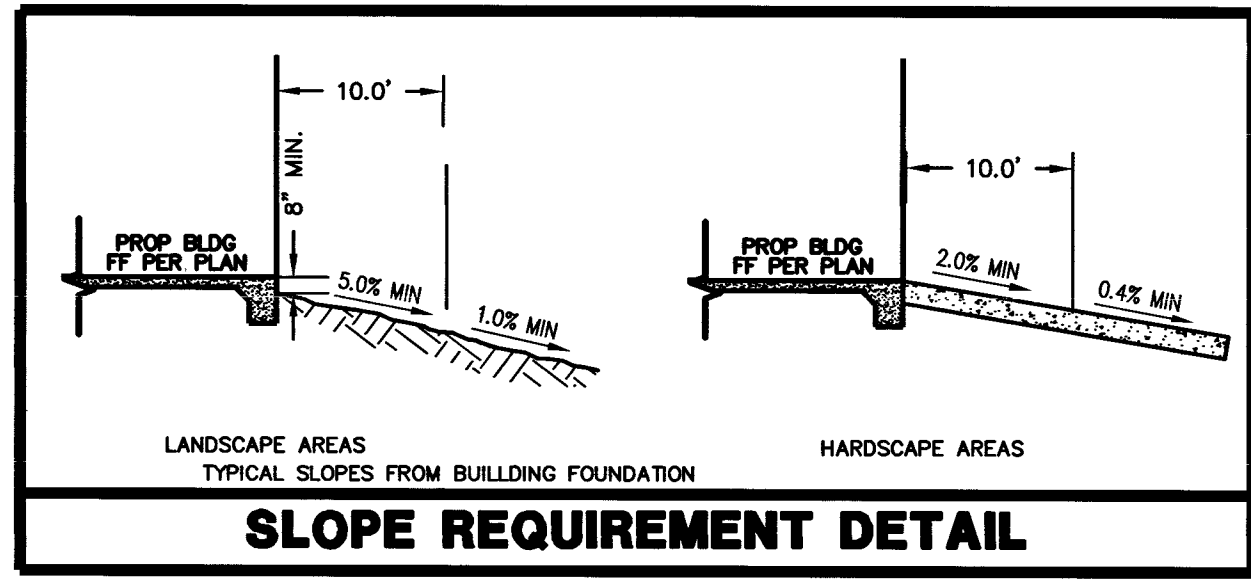 10.0'
8" MIN.
PROP BLDG
FF PER PLAN
5.0% MIN
1.0% MIN
LANDSCAPE AREAS
TYPICAL SLOPES FROM BUILLDING FOUNDATION
10.0'
PROP BLDG
FF PER PLAN
2.0% MIN
0.4% MIN
HARDSCAPE AREAS
SLOPE REQUIREMENT DETAIL